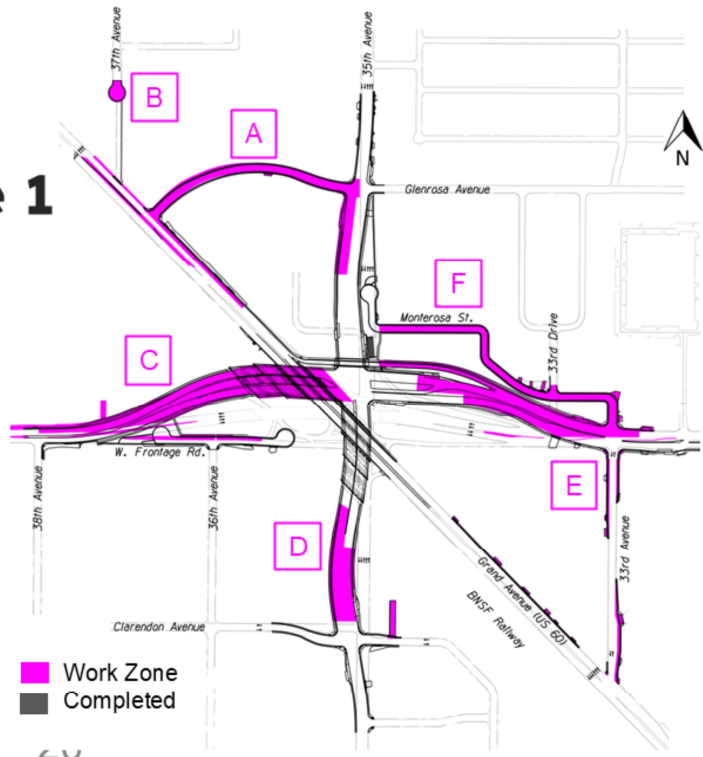 37th Avenue
35th Avenue
B
A
N
1
Glenrosa Avenue
F
Monterosa St.
33rd Drive
C
W. Frontage Rd.
E
38th Avenue
36th Avenue
D
33rd Avenue
Grand Avenue (US 60)
BNSF Railway
Clarendon Avenue
Work Zone
Completed